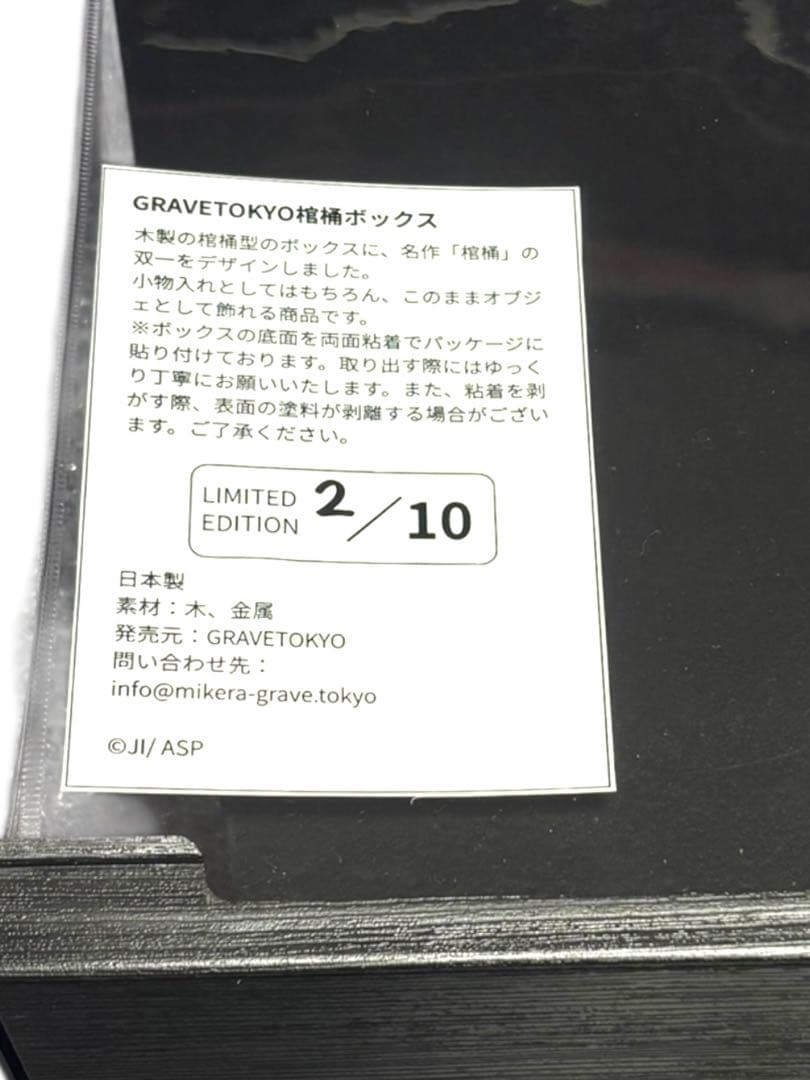 GRAVETOKYO棺桶ボックス
木製の棺桶型のボックスに、名作「棺桶」の
双一をデザインしました。
小物入れとしてはもちろん、このままオブジ
ェとして飾れる商品です。
※ボックスの底面を両面粘着でパッケージに
貼り付けております。取り出す際にはゆっく
り丁寧にお願いいたします。また、粘着を剥
がす際、表面の塗料が剥離する場合がござい
ます。ご了承ください。
LIMITED
EDITION 2/10
日本製
素材：木、金属
発売元：GRAVETOKYO
問い合わせ先：
info@mikera-grave.tokyo
©JI/ ASP